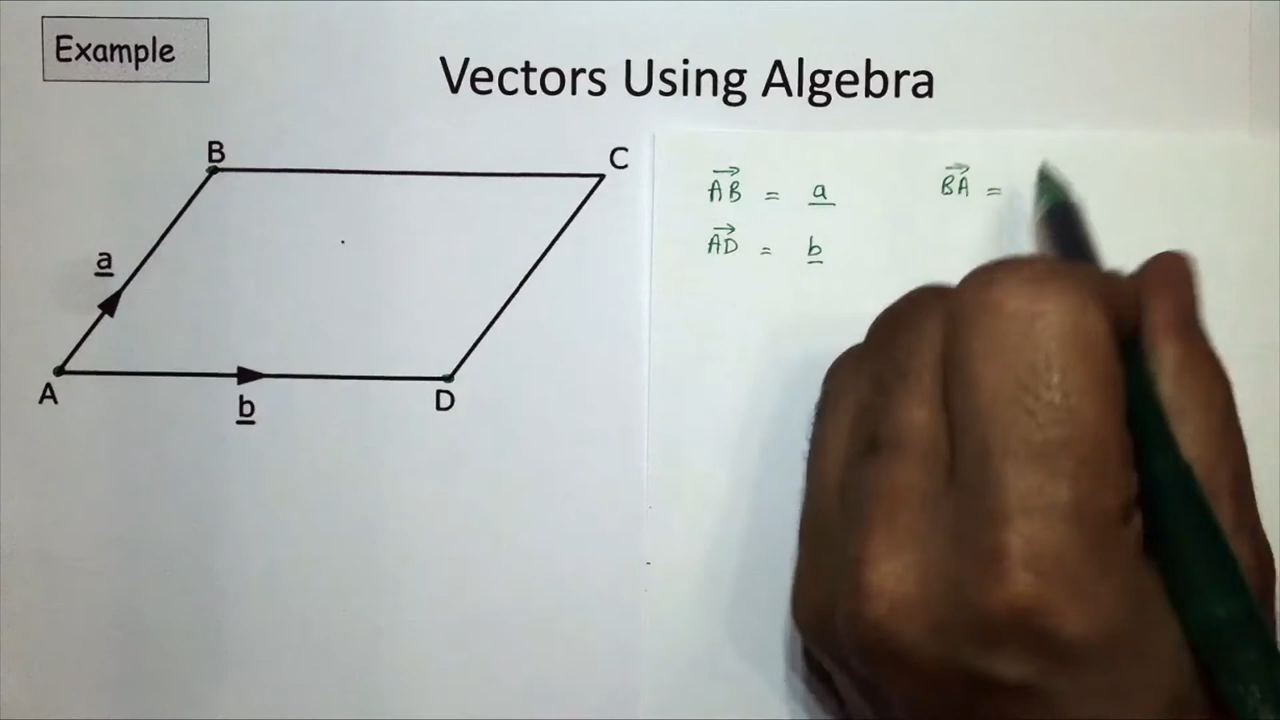 Example
Vectors Using Algebra
B
C
a
A
b
D
AB = a
BA =
AD = b